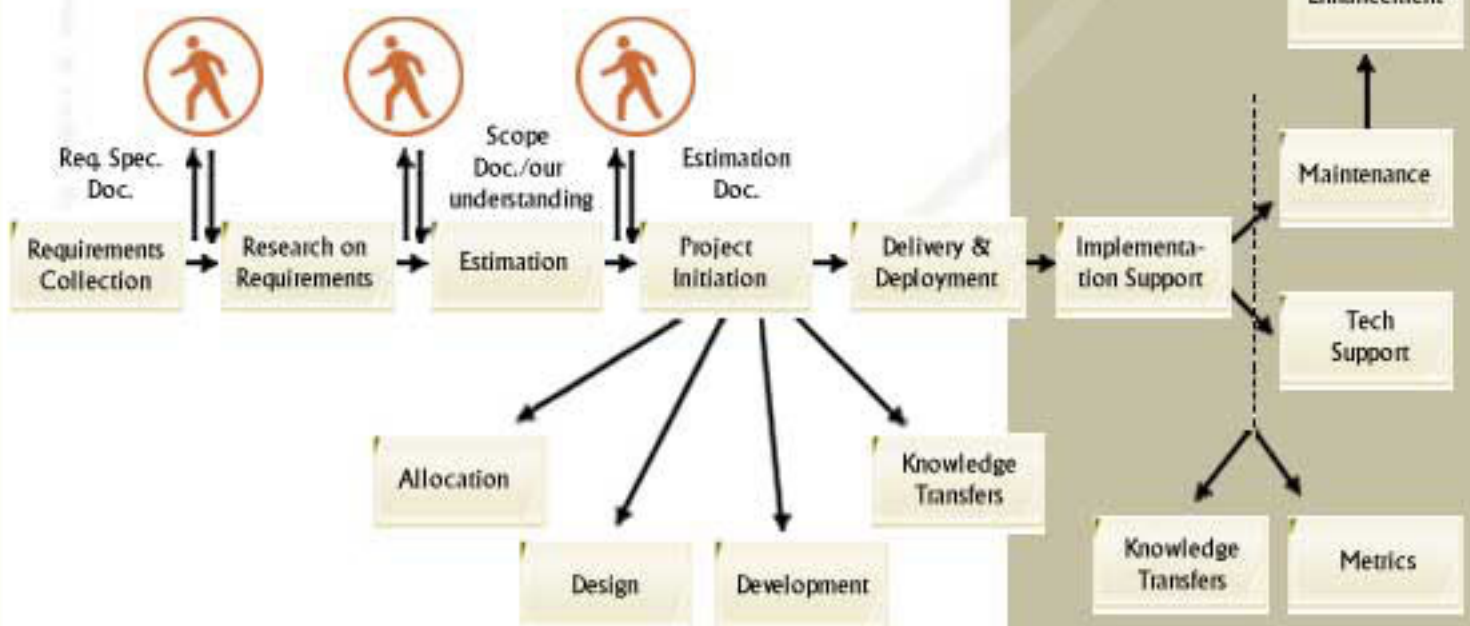 Enhancement
Req. Spec.
Doc.
Scope
Doc./our
understanding
Estimation
Doc.
Requirements
Collection
Research on
Requirements
Estimation
Project
Initiation
Delivery &
Deployment
Implementa-
tion Support
Maintenance
Tech
Support
Allocation
Design
Development
Knowledge
Transfers
Knowledge
Transfers
Metrics